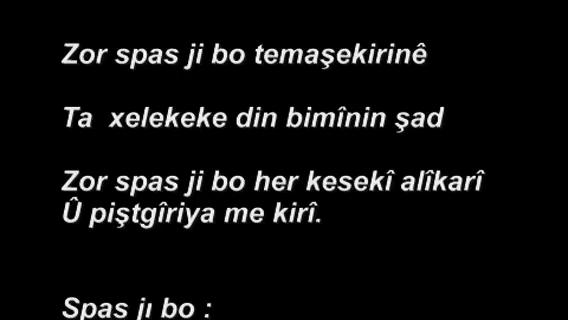 Zor spas ji bo temaşekirinê
Ta xelekeke din bimînin şad
Zor spas ji bo her kesekî alîkarî
Û piştgîriya me kirî.
Spas jı bo :